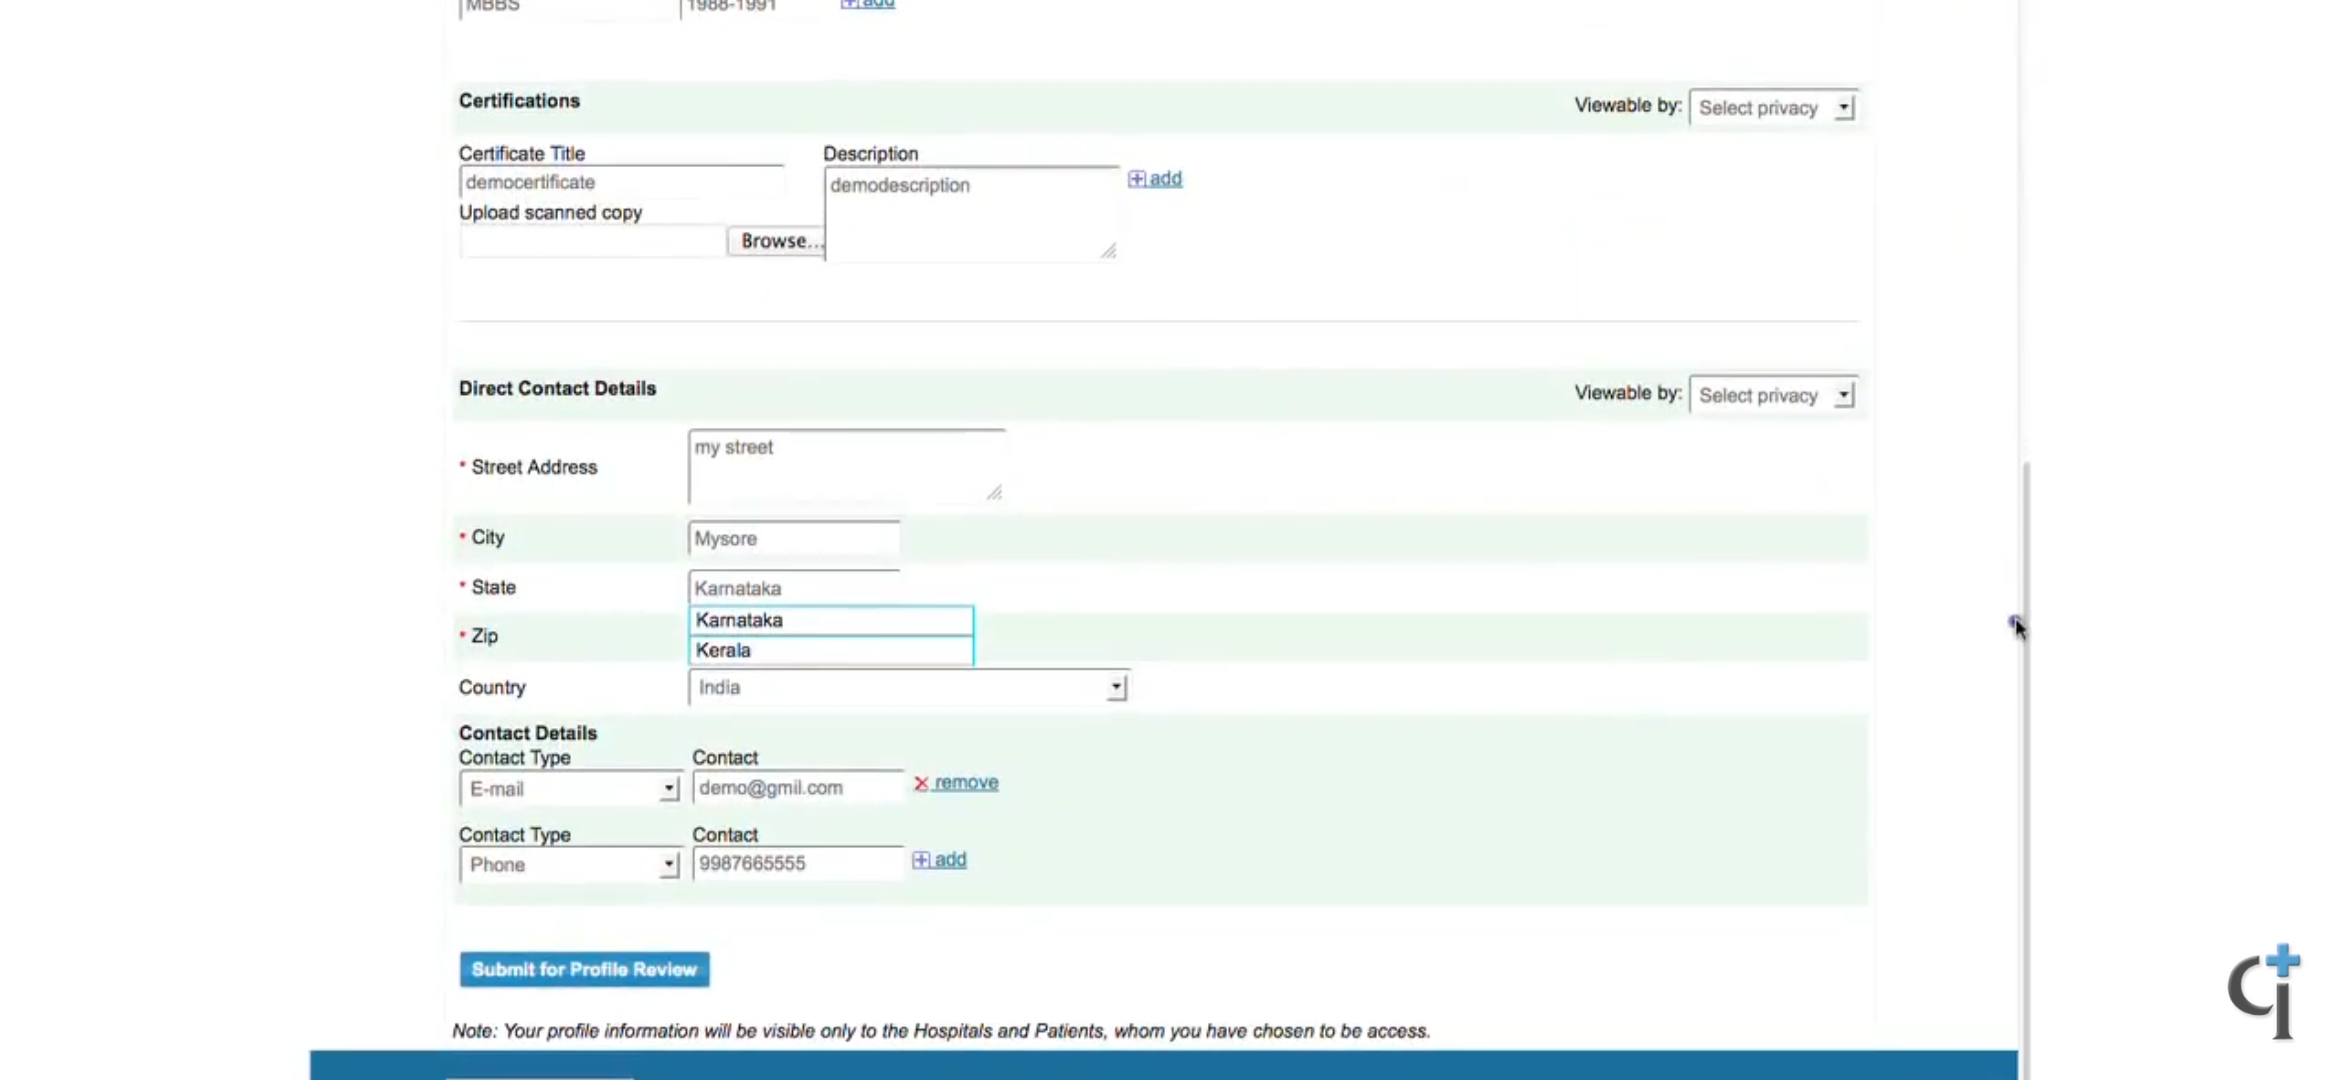 MBBS 1988-1991 add
Certifications Viewable by: Select privacy
Certificate Title Description
democertificate demodescription add
Upload scanned copy
Browse...
Direct Contact Details Viewable by: Select privacy
* Street Address my street
* City Mysore
* State Karnataka
Karnataka
* Zip
Kerala
Country India
Contact Details
Contact Type Contact
E-mail demo@gmil.com remove
Contact Type Contact
Phone 9987665555 add
Submit for Profile Review
Note: Your profile information will be visible only to the Hospitals and Patients, whom you have chosen to be access.